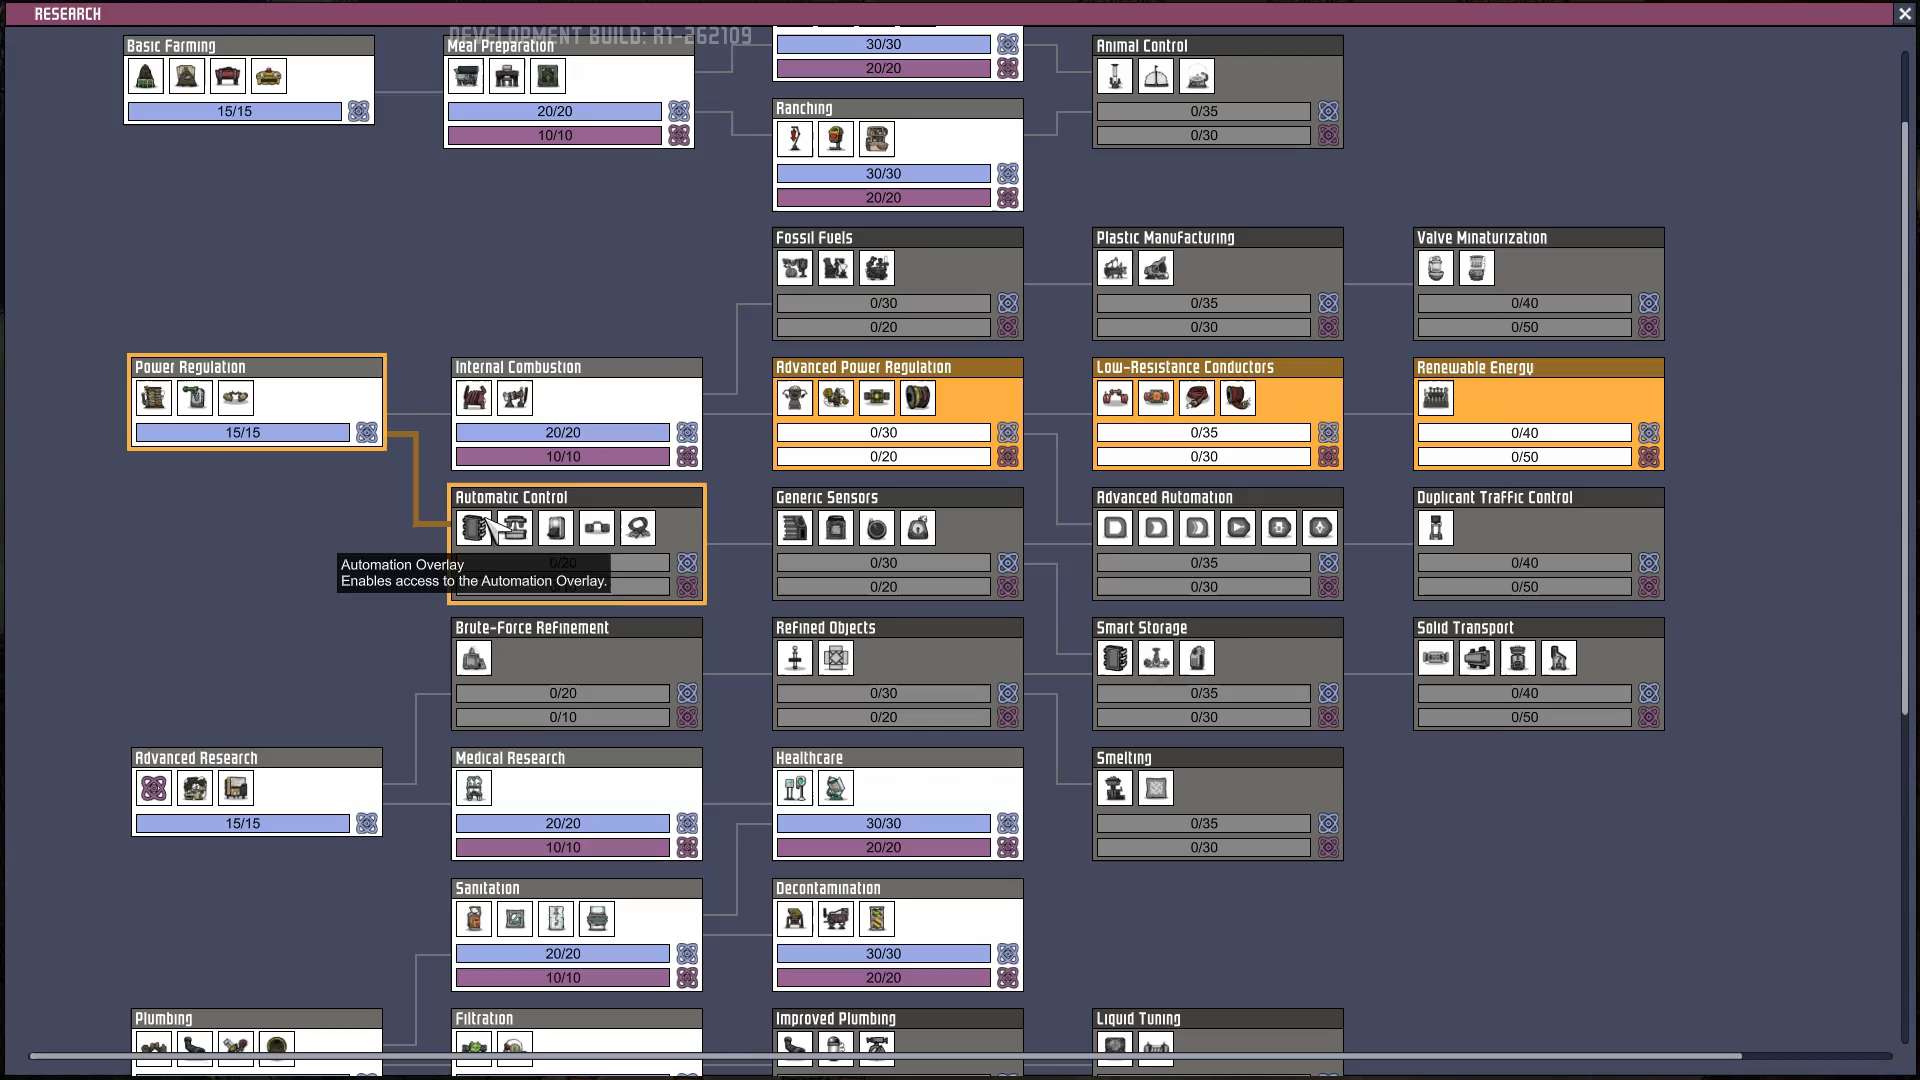 RESEARCH
DEVELOPMENT BUILD: R1-262109
Basic Farming
15/15
Meal Preparation
20/20
10/10
30/30
20/20
Animal Control
0/35
0/30
Ranching
30/30
20/20
Fossil Fuels
0/30
0/20
Plastic Manufacturing
0/35
0/30
Valve Minaturization
0/40
0/50
Power Regulation
15/15
Internal Combustion
20/20
10/10
Advanced Power Regulation
0/30
0/20
Low-Resistance Conductors
0/35
0/30
Renewable Energy
0/40
0/50
Automatic Control
0/20
0/10
Automation Overlay
Enables access to the Automation Overlay.
Generic Sensors
0/30
0/20
Advanced Automation
0/35
0/30
Duplicant Traffic Control
0/40
0/50
Brute-Force Refinement
0/20
0/10
Refined Objects
0/30
0/20
Smart Storage
0/35
0/30
Solid Transport
0/40
0/50
Advanced Research
15/15
Medical Research
20/20
10/10
Healthcare
30/30
20/20
Smelting
0/35
0/30
Sanitation
20/20
10/10
Decontamination
30/30
20/20
Plumbing
Filtration
Improved Plumbing
Liquid Tuning